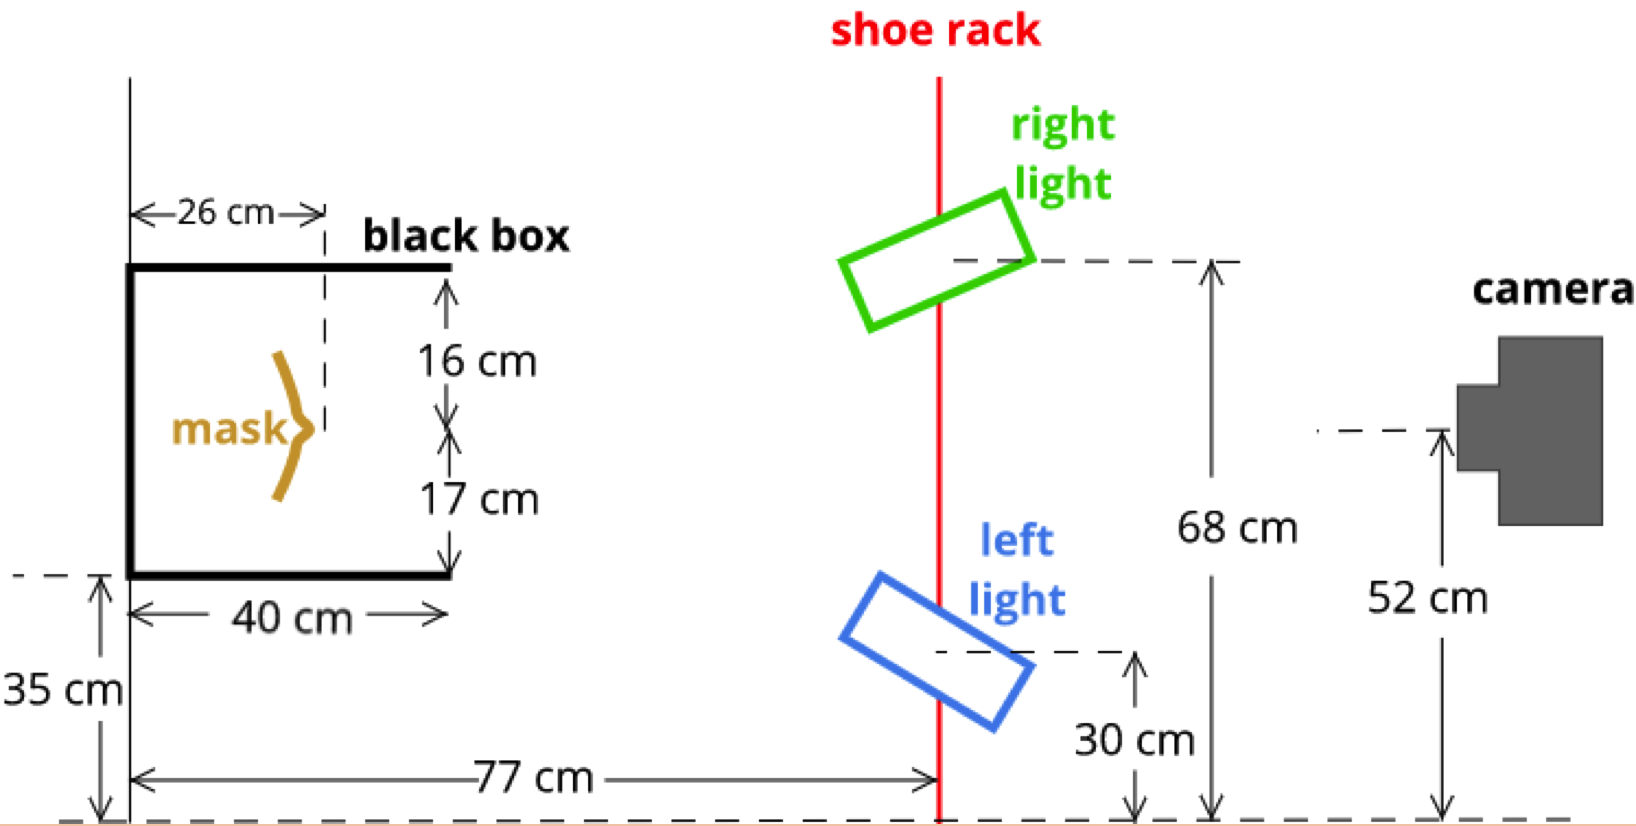 shoe rack
right
light
26 cm
black box
camera
16 cm
mask
17 cm
68 cm
left
light
52 cm
40 cm
35 cm
30 cm
77 cm